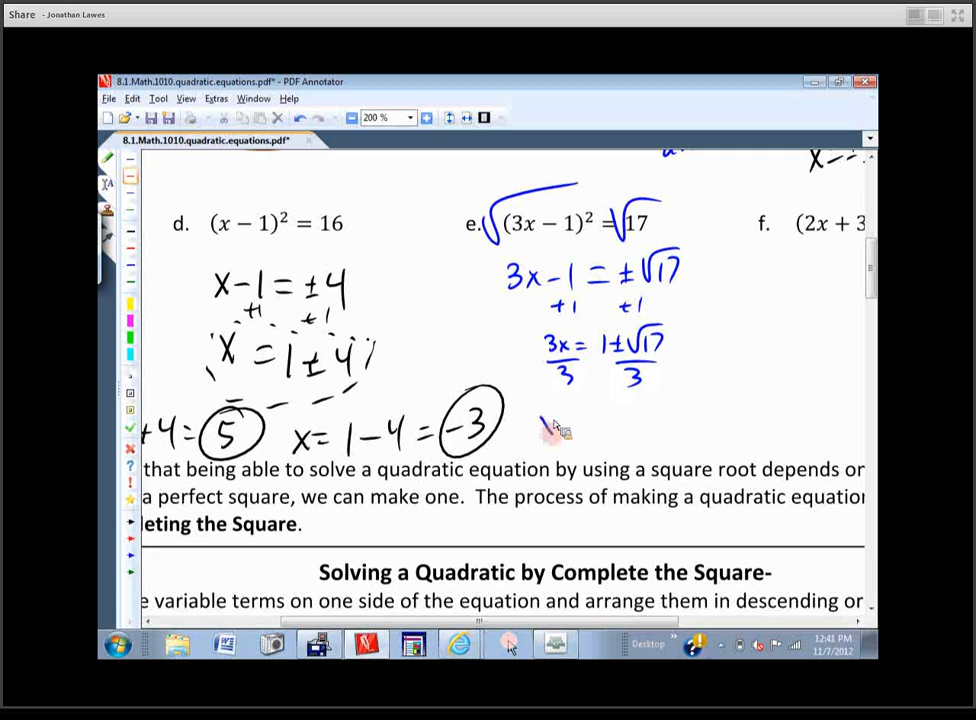 Share - Jonathan Lawes
8.1.Math.1010.quadratic.equations.pdf* - PDF Annotator
File Edit Tool View Extras Window Help
200 %
8.1.Math.1010.quadratic.equations.pdf*
d. (x − 1)² = 16
e. √(3x − 1)² = √17
f. (2x + 3
x-1 = ±4
+1 +1
x = 1 ± 4
+4 = 5 x = 1 - 4 = -3
3x - 1 = ±√17
+1 +1
3x = 1 ± √17
3 3
that being able to solve a quadratic equation by using a square root depends or
a perfect square, we can make one. The process of making a quadratic equation
leting the Square.
Solving a Quadratic by Complete the Square-
e variable terms on one side of the equation and arrange them in descending or
Desktop
12:41 PM
11/7/2012